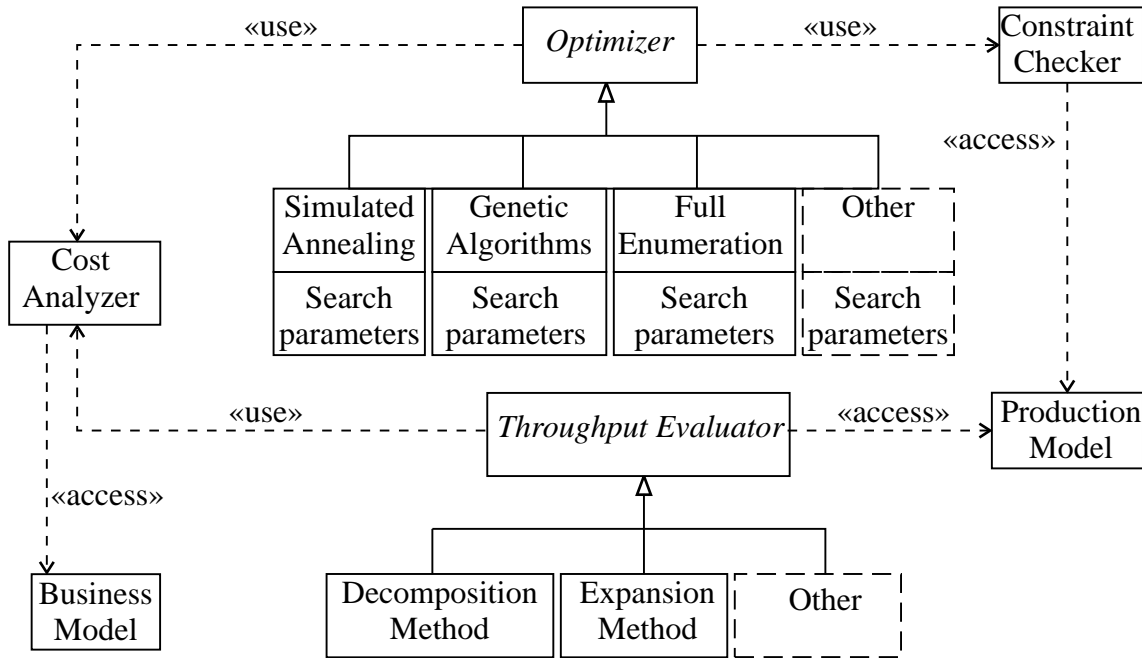 «use»
Optimizer
«use»
Constraint
Checker
«access»
Simulated
Annealing
Search
parameters
Genetic
Algorithms
Search
parameters
Full
Enumeration
Search
parameters
Other
Search
parameters
Cost
Analyzer
«use»
Throughput Evaluator
«access»
Production
Model
«access»
Business
Model
Decomposition
Method
Expansion
Method
Other